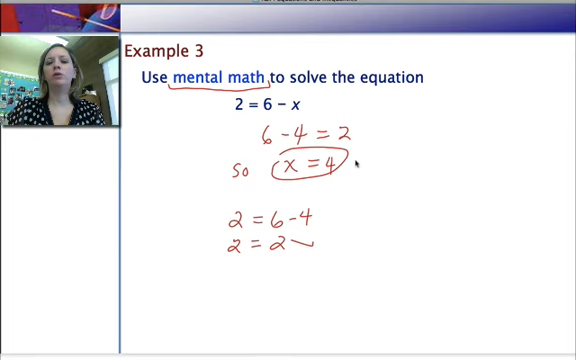 Example 3
Use mental math to solve the equation
2 = 6 − x
6 − 4 = 2
so x = 4
2 = 6 − 4
2 = 2 ✓